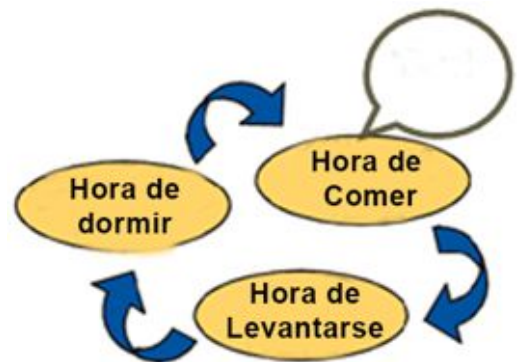 Hora de
Comer
Hora de
dormir
Hora de
Levantarse